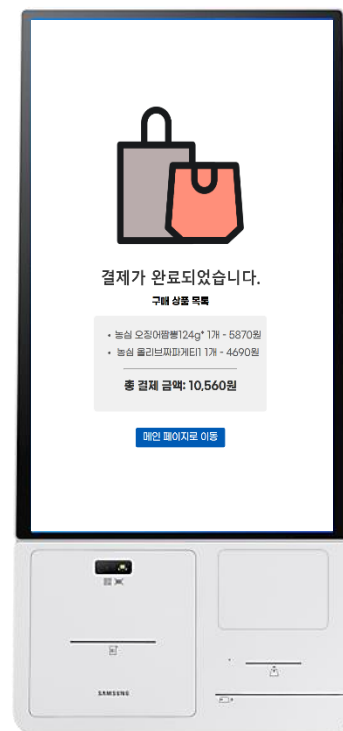 결제가 완료되었습니다.
구매 상품 목록
• 농심 오징어짬뽕124g* 1개 - 5870원
• 농심 올리브짜파게티1 1개 - 4690원
총 결제 금액: 10,560원
메인 페이지로 이동
SAMSUNG